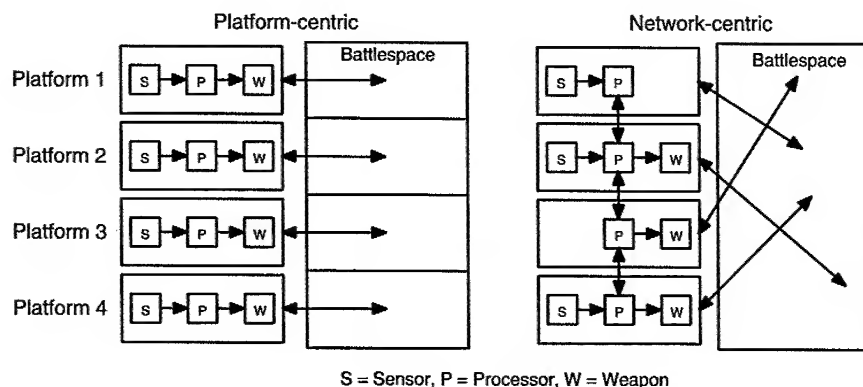 Platform-centric
Network-centric
Battlespace
Battlespace
Platform 1
S P W
S P
Platform 2
S P W
S P W
Platform 3
S P W
P W
Platform 4
S P W
S P W
S = Sensor, P = Processor, W = Weapon